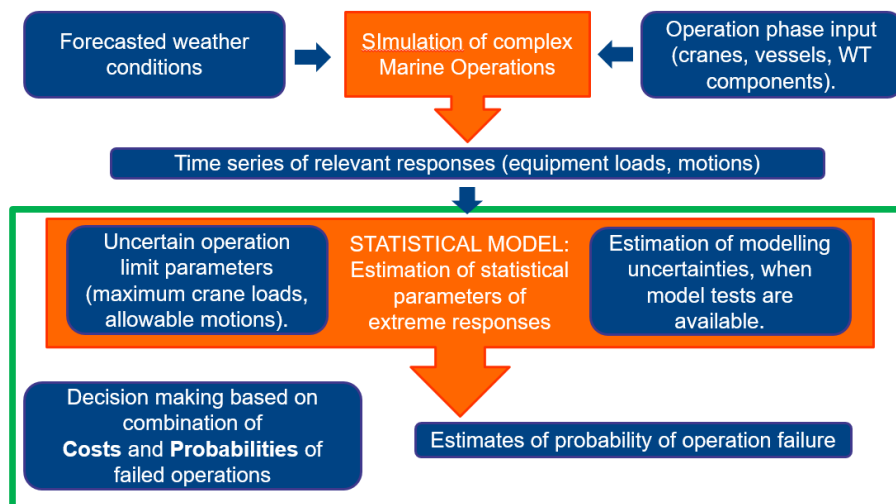 Forecasted weather
conditions
SImulation of complex
Marine Operations
Operation phase input
(cranes, vessels, WT
components).
Time series of relevant responses (equipment loads, motions)
Uncertain operation
limit parameters
(maximum crane loads,
allowable motions).
STATISTICAL MODEL:
Estimation of statistical
parameters of
extreme responses
Estimation of modelling
uncertainties, when
model tests are
available.
Decision making based on
combination of
Costs and Probabilities of
failed operations
Estimates of probability of operation failure